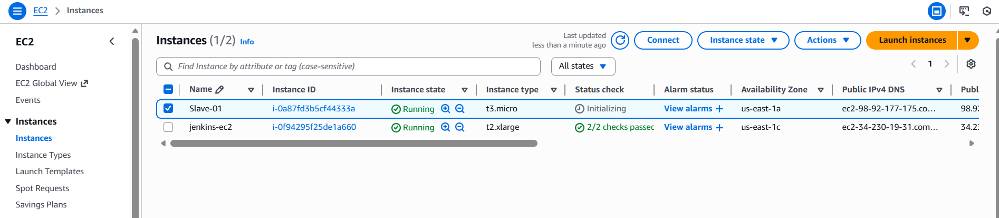 EC2 Instances
EC2
Dashboard
EC2 Global View
Events
Instances
Instances
Instance Types
Launch Templates
Spot Requests
Savings Plans
Instances (1/2) Info
Last updated
less than a minute ago
Connect Instance state Actions Launch instances
Find Instance by attribute or tag (case-sensitive) All states 1
Name Instance ID Instance state Instance type Status check Alarm status Availability Zone Public IPv4 DNS Publ
Slave-01 i-0a87fd3b5cf44333a Running t3.micro Initializing View alarms + us-east-1a ec2-98-92-177-175.co... 98.92
jenkins-ec2 i-0f94295f25de1a660 Running t2.xlarge 2/2 checks passec View alarms + us-east-1c ec2-34-230-19-31.com... 34.23